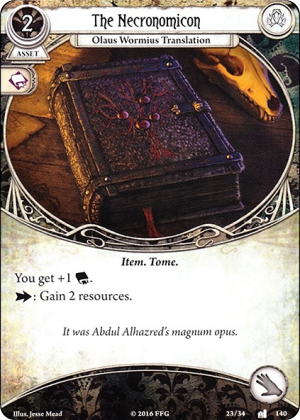 2
The Necronomicon
Olaus Wormius Translation
ASSET
Item. Tome.
You get +1 .
: Gain 2 resources.
It was Abdul Alhazred's magnum opus.
Illus. Jesse Mead © 2016 FFG 23/34 140